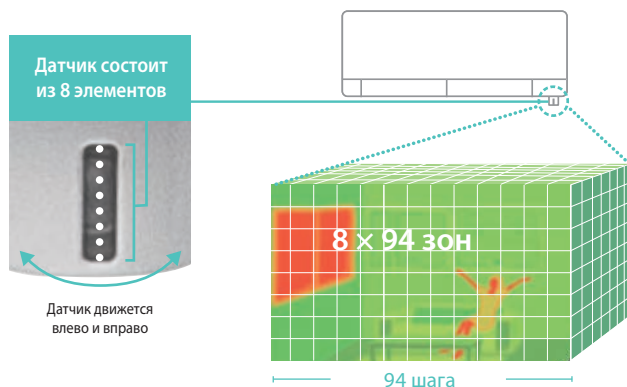 Датчик состоит
из 8 элементов
8 × 94 зон
Датчик движется
влево и вправо
94 шага